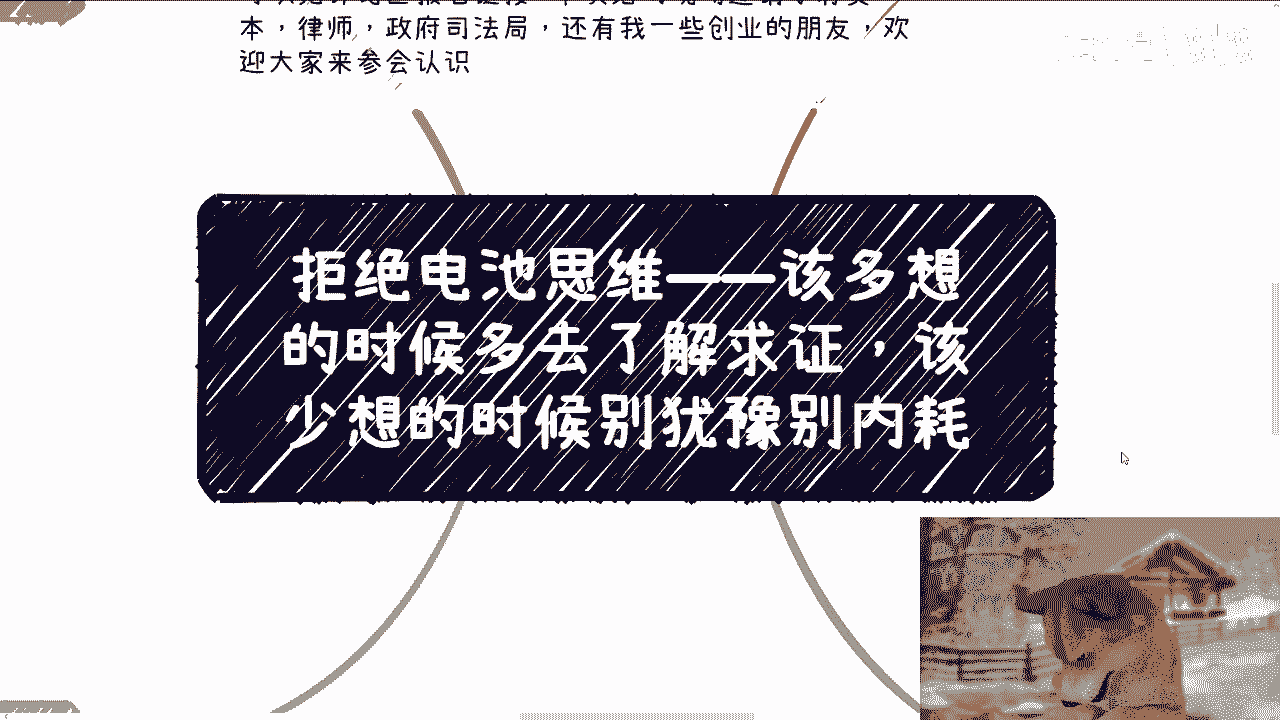 本，律师，政府司法局，还有我一些创业的朋友，欢
迎大家来参会认识
拒绝电池思维——该多想
的时候多去了解求证，该
少想的时候别犹豫别内耗